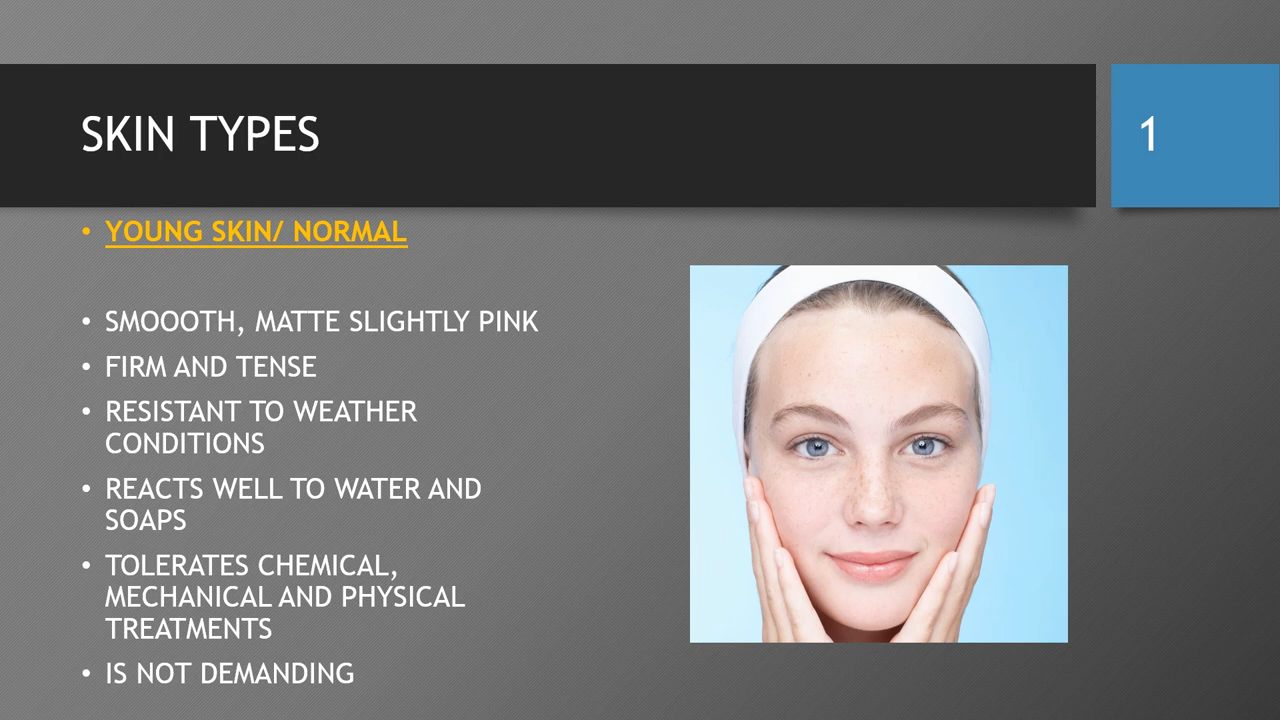 SKIN TYPES
1
• YOUNG SKIN/ NORMAL
• SMOOOTH, MATTE SLIGHTLY PINK
• FIRM AND TENSE
• RESISTANT TO WEATHER
CONDITIONS
• REACTS WELL TO WATER AND
SOAPS
• TOLERATES CHEMICAL,
MECHANICAL AND PHYSICAL
TREATMENTS
• IS NOT DEMANDING